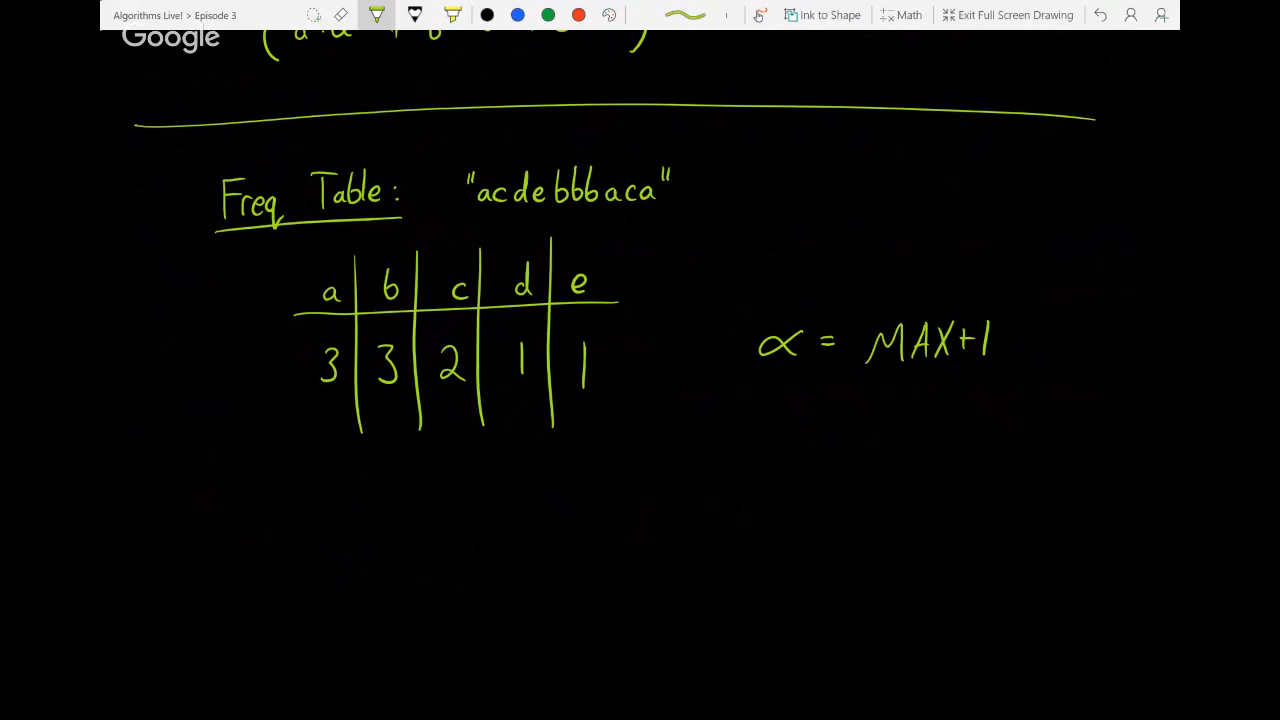 Algorithms Live! > Episode 3 Ink to Shape Math Exit Full Screen Drawing
Google
Freq Table: "acdebbbaca"
a b c d e
3 3 2 1 1
α = MAX+1